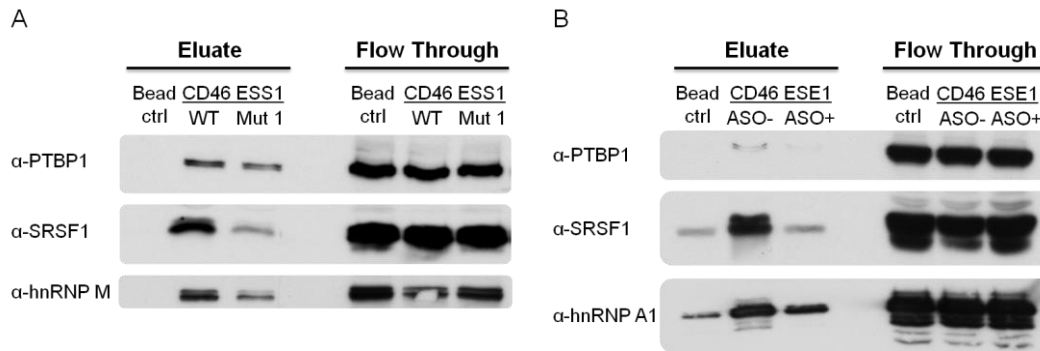 A
Eluate
Flow Through
Bead ctrl
CD46 ESS1
WT
Mut 1
Bead ctrl
CD46 ESS1
WT
Mut 1
α-PTBP1
α-SRSF1
α-hnRNP M
B
Eluate
Flow Through
Bead ctrl
CD46 ESE1
ASO-
ASO+
Bead ctrl
CD46 ESE1
ASO-
ASO+
α-PTBP1
α-SRSF1
α-hnRNP A1